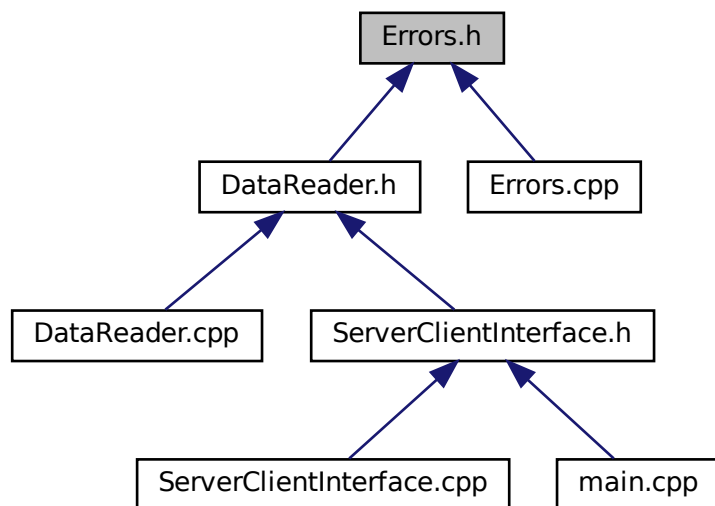 Errors.h
DataReader.h
Errors.cpp
DataReader.cpp
ServerClientInterface.h
ServerClientInterface.cpp
main.cpp